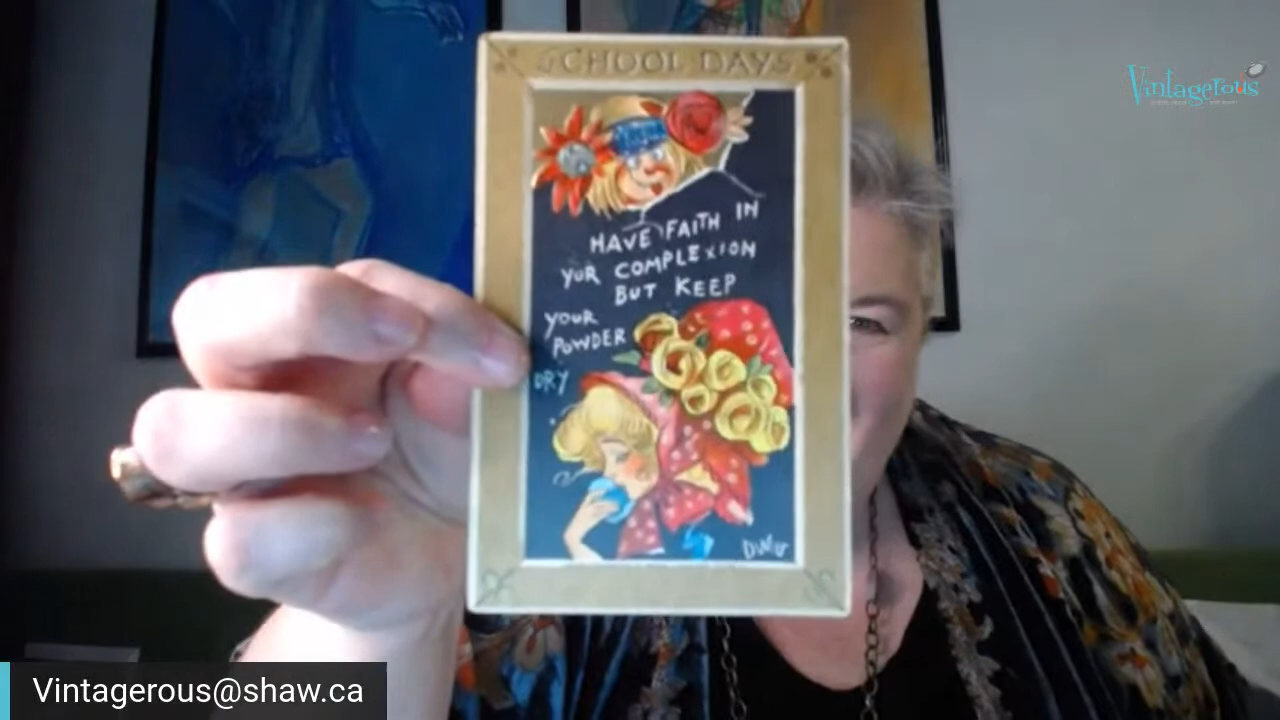 SCHOOL DAYS
Vintagerous
HAVE FAITH IN
YUR COMPLEXION
BUT KEEP
YOUR
POWDER
DRY
Vintagerous@shaw.ca